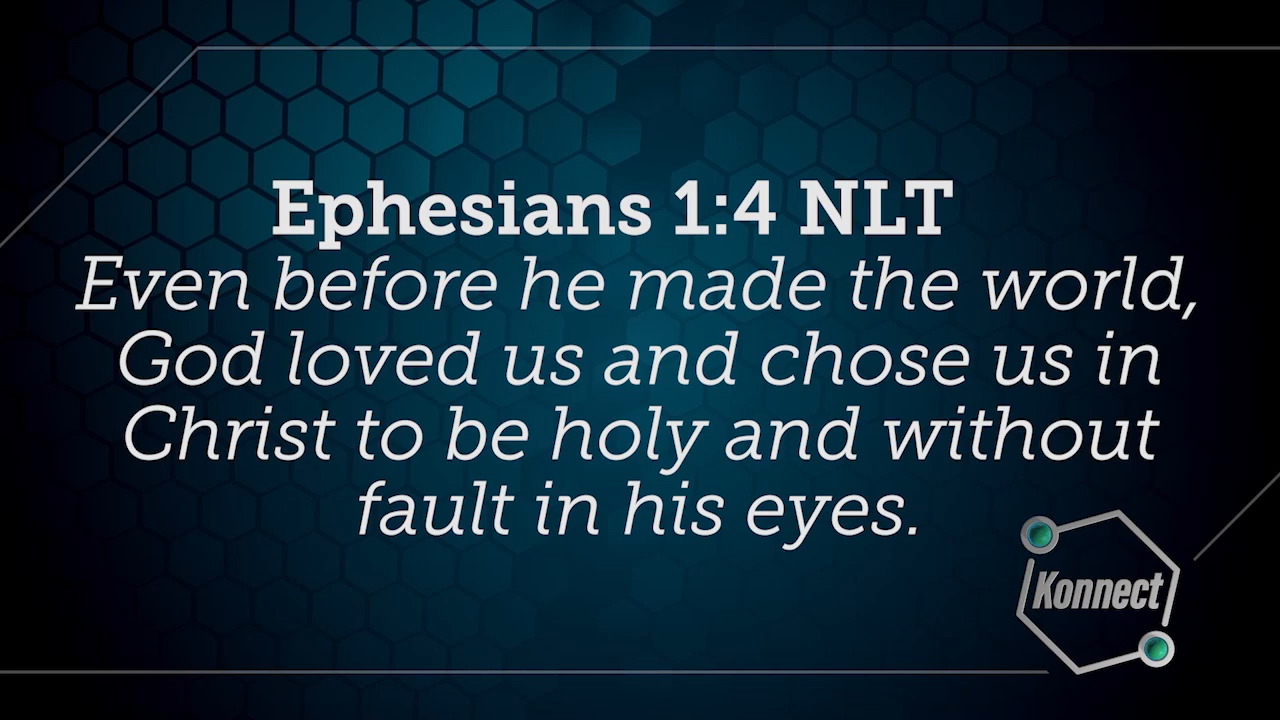 Ephesians 1:4 NLT
Even before he made the world,
God loved us and chose us in
Christ to be holy and without
fault in his eyes.
Konnect